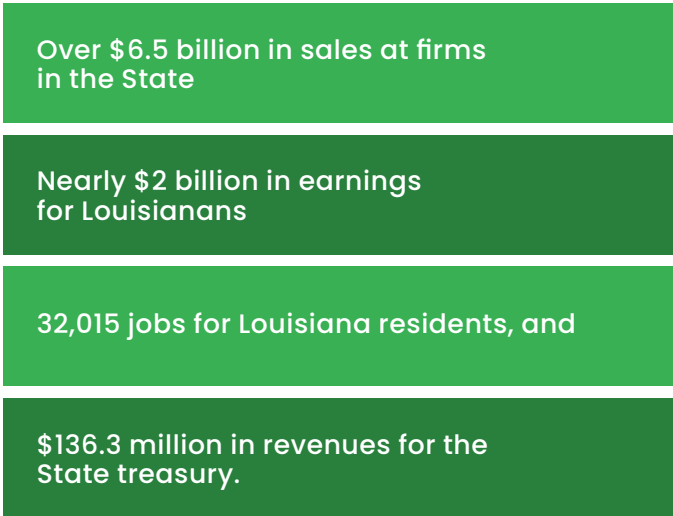 Over $6.5 billion in sales at firms
in the State
Nearly $2 billion in earnings
for Louisianans
32,015 jobs for Louisiana residents, and
$136.3 million in revenues for the
State treasury.